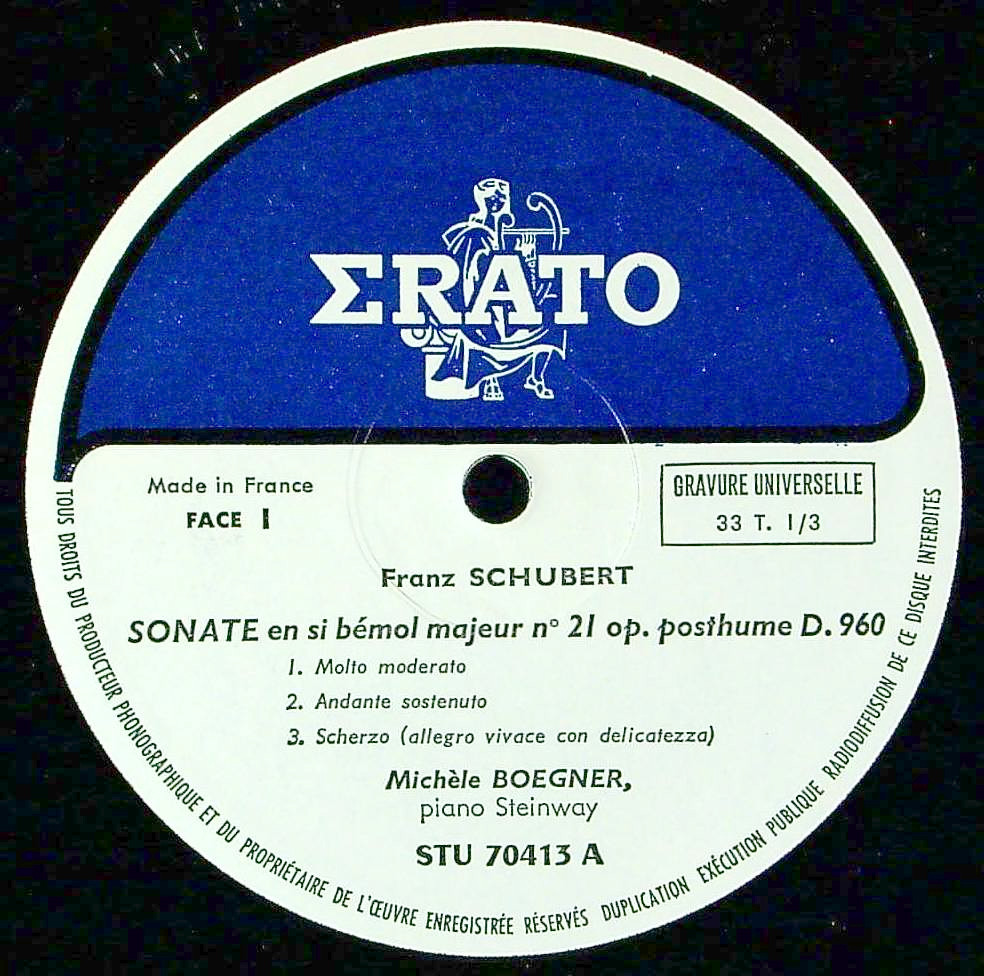 ΣRATO
Made in France
FACE 1
GRAVURE UNIVERSELLE
33 T. 1/3
Franz SCHUBERT
SONATE en si bémol majeur n° 21 op. posthume D. 960
1. Molto moderato
2. Andante sostenuto
3. Scherzo (allegro vivace con delicatezza)
Michèle BOEGNER,
piano Steinway
STU 70413 A
TOUS DROITS DU PRODUCTEUR PHONOGRAPHIQUE ET DU PROPRIÉTAIRE DE L'ŒUVRE ENREGISTRÉE RÉSERVÉS DUPLICATION EXÉCUTION PUBLIQUE RADIODIFFUSION DE CE DISQUE INTERDITES